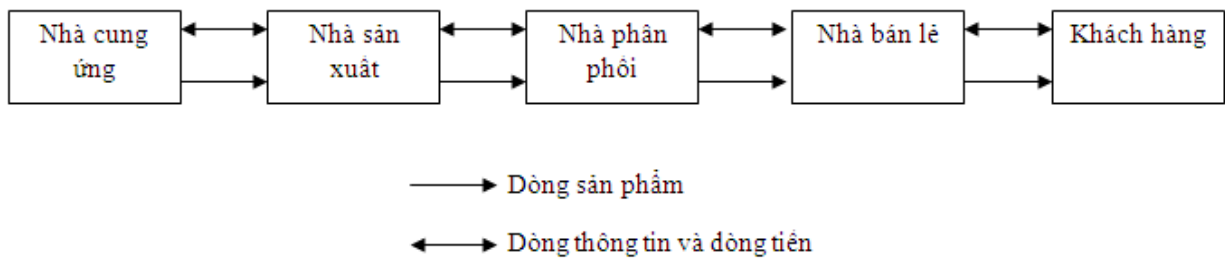 Nhà cung
ứng
Nhà sản
xuất
Nhà phân
phối
Nhà bán lẻ
Khách hàng
Dòng sản phẩm
Dòng thông tin và dòng tiền